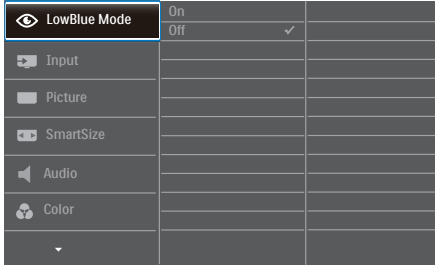 LowBlue Mode
On
Off
Input
Picture
SmartSize
Audio
Color